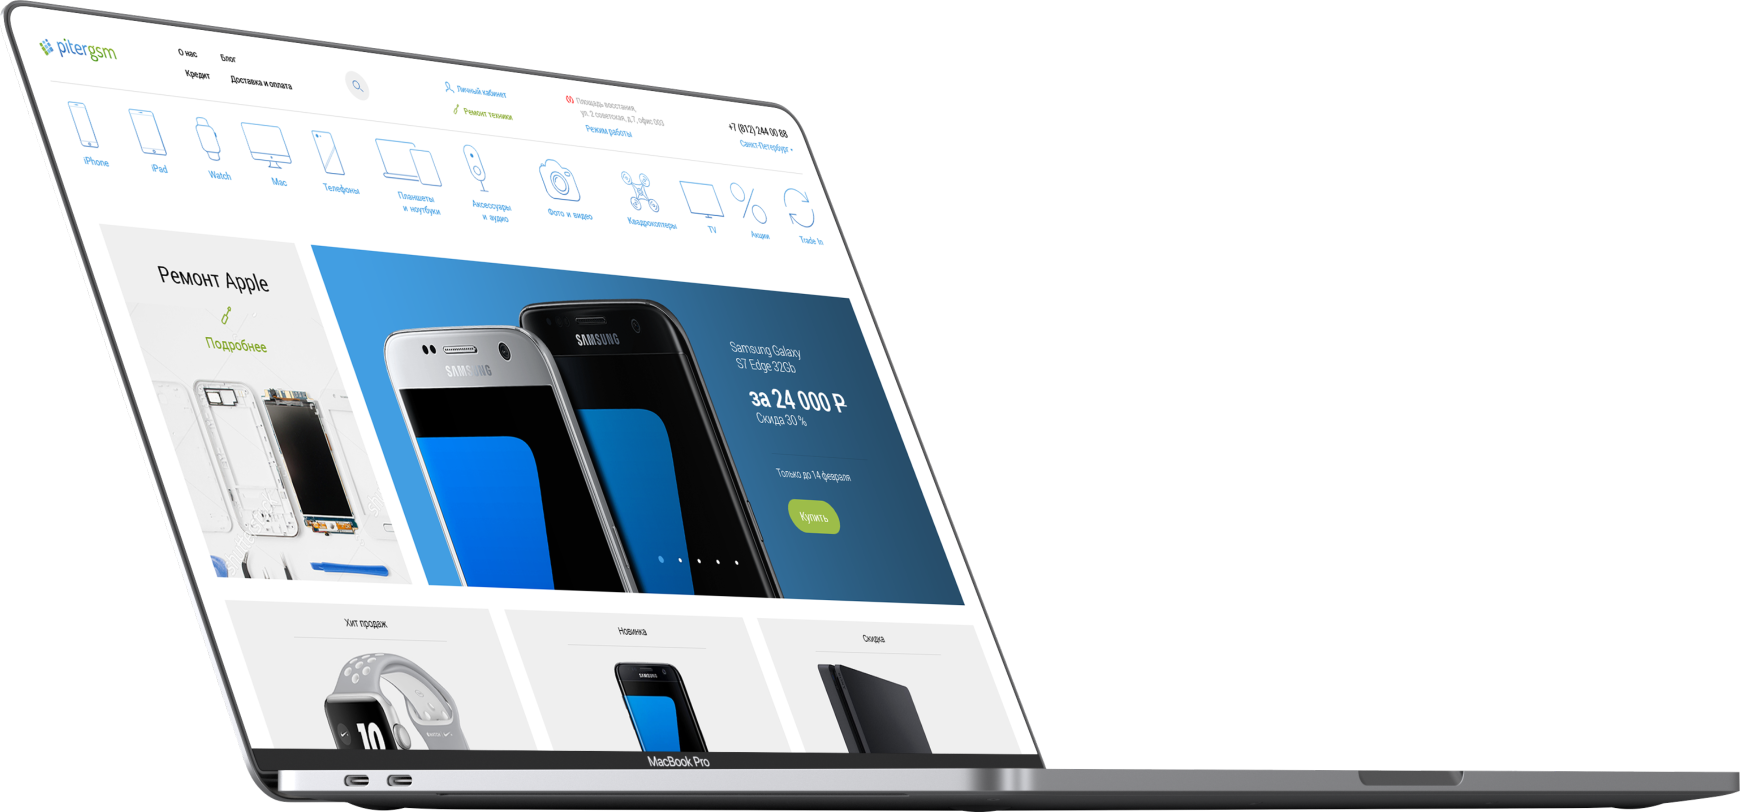 pitergsm
О нас
Блог
Кредит
Доставка и оплата
Личный кабинет
Ремонт техники
Площадь восстания,
ул. 2 советская, д.7, офис 003
Режим работы
+7 (812) 244 00 88
Санкт-Петербург
iPhone
iPad
Watch
Mac
Телефоны
Планшеты
и ноутбуки
Аксессуары
и аудио
Фото и видео
Квадрокоптеры
TV
Акции
Trade In
Ремонт Apple
Подробнее
SAMSUNG
SAMSUNG
Samsung Galaxy
S7 Edge 32Gb
за 24 000 ₽
Скида 30 %
Только до 14 февраля
Купить
Хит продаж
Новинка
Скидка
10
SAMSUNG
MacBook Pro